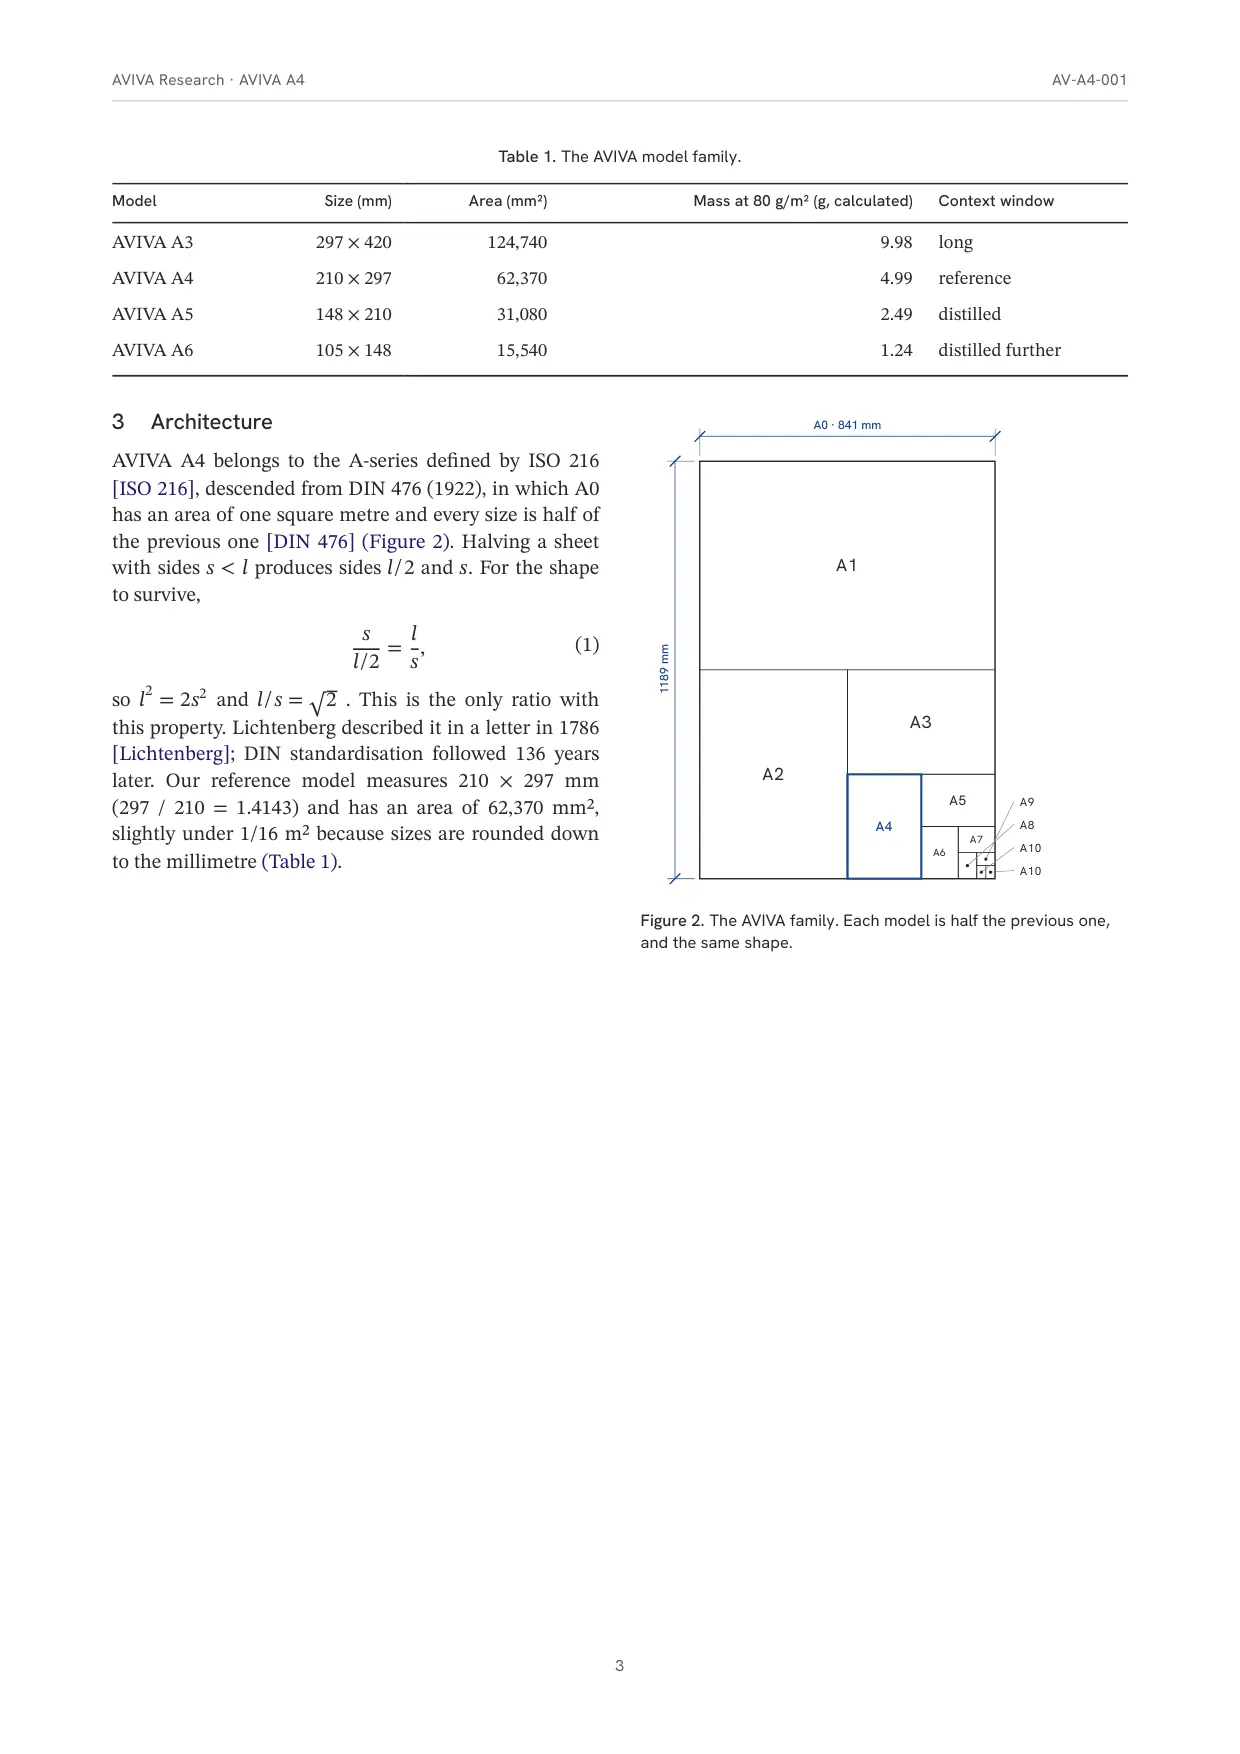 AVIVA Research · AVIVA A4 AV-A4-001
Table 1. The AVIVA model family.
Model Size (mm) Area (mm²) Mass at 80 g/m² (g, calculated) Context window
AVIVA A3 297 × 420 124,740 9.98 long
AVIVA A4 210 × 297 62,370 4.99 reference
AVIVA A5 148 × 210 31,080 2.49 distilled
AVIVA A6 105 × 148 15,540 1.24 distilled further
3 Architecture
AVIVA A4 belongs to the A-series defined by ISO 216
[ISO 216], descended from DIN 476 (1922), in which A0
has an area of one square metre and every size is half of
the previous one [DIN 476] (Figure 2). Halving a sheet
with sides s < l produces sides l/2 and s. For the shape
to survive,
s/(l/2) = l/s, (1)
so l² = 2s² and l/s = √2 . This is the only ratio with
this property. Lichtenberg described it in a letter in 1786
[Lichtenberg]; DIN standardisation followed 136 years
later. Our reference model measures 210 × 297 mm
(297 / 210 = 1.4143) and has an area of 62,370 mm²,
slightly under 1/16 m² because sizes are rounded down
to the millimetre (Table 1).
A0 · 841 mm
1189 mm
A1
A2
A3
A4
A5
A6
A7
A9
A8
A10
A10
Figure 2. The AVIVA family. Each model is half the previous one,
and the same shape.
3